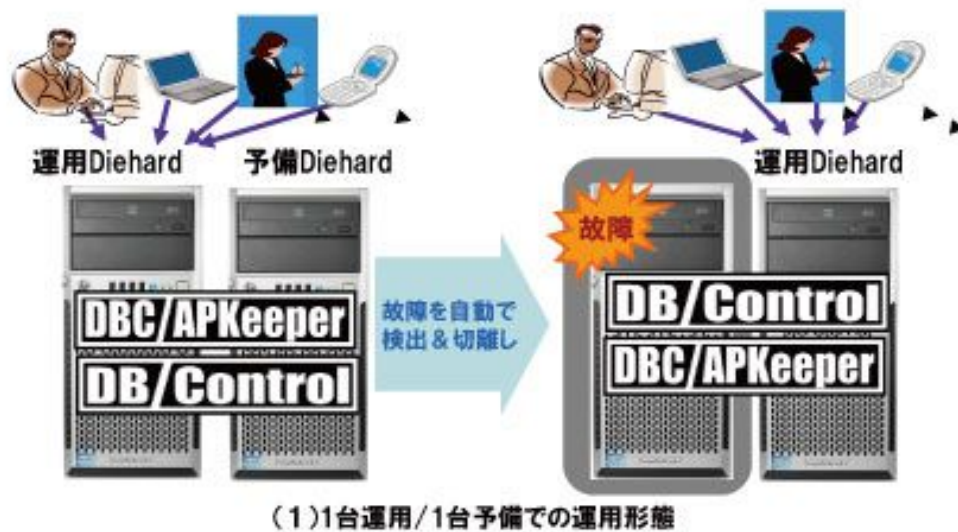 運用Diehard
予備Diehard
DBC/APKeeper
DB/Control
故障を自動で
検出&切離し
運用Diehard
故障
DB/Control
DBC/APKeeper
(1)1台運用/1台予備での運用形態